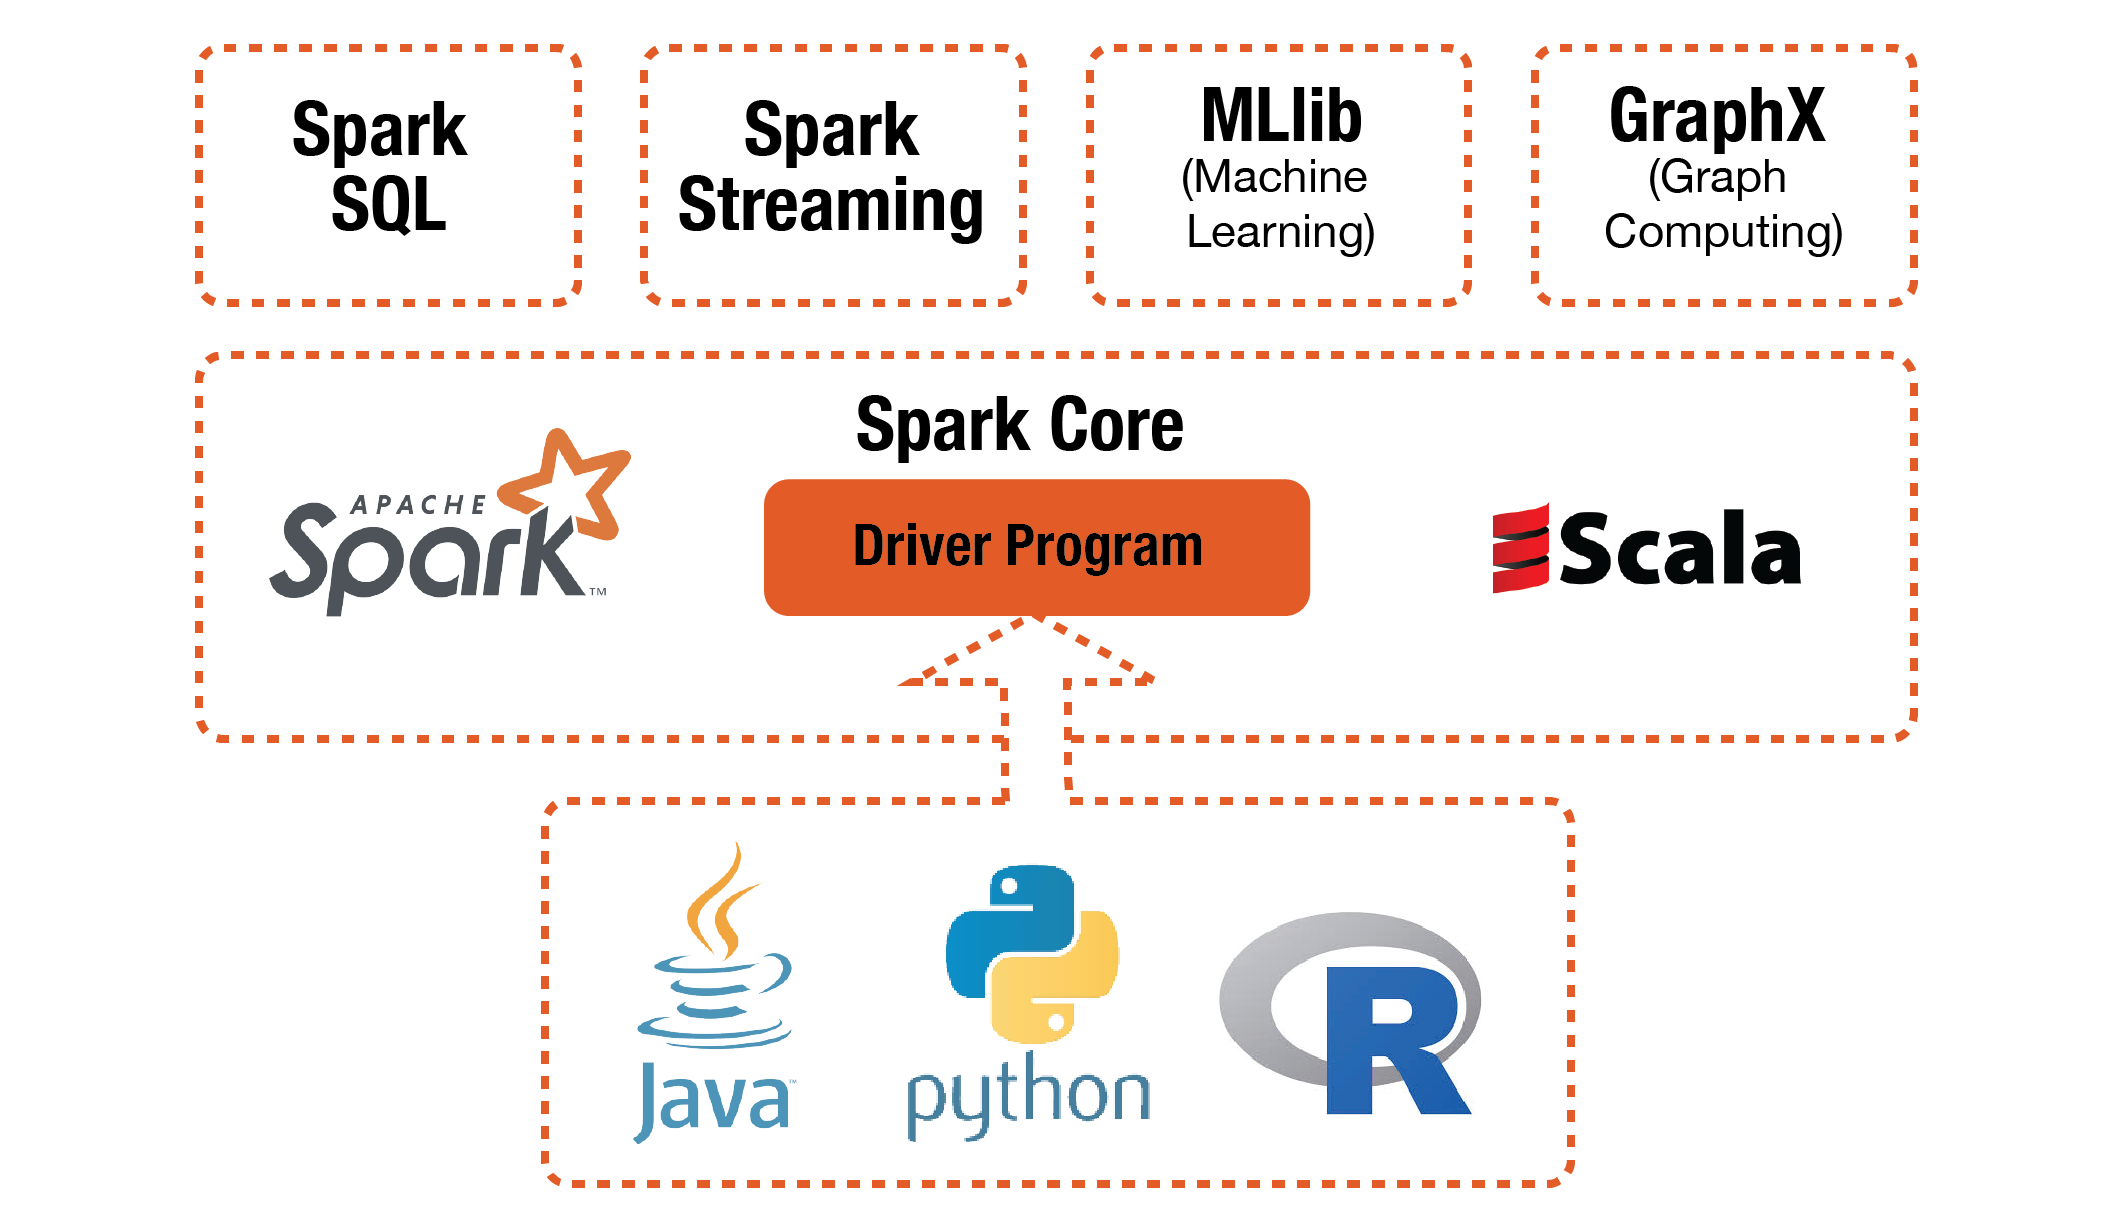 Spark
SQL
Spark
Streaming
MLlib
(Machine
Learning)
GraphX
(Graph
Computing)
Spark Core
APACHE
Spark™
Driver Program
Scala
Java™
python
R